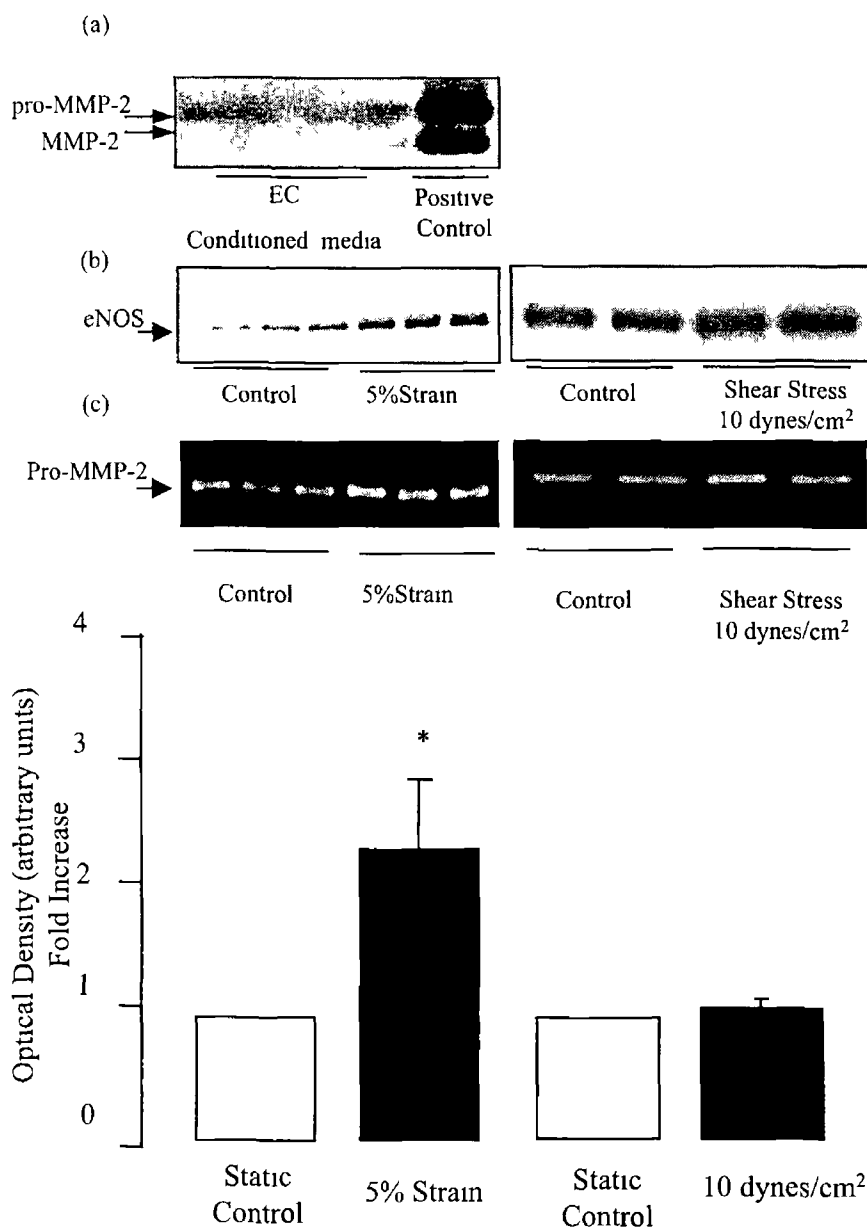 (a)
pro-MMP-2
MMP-2
EC
Positive
Control
Conditioned media
(b)
eNOS
Control
5%Strain
Control
Shear Stress
10 dynes/cm²
(c)
Pro-MMP-2
Control
5%Strain
Control
Shear Stress
10 dynes/cm²
Optical Density (arbitrary units)
Fold Increase
4
3
2
1
0
*
Static
Control
5% Strain
Static
Control
10 dynes/cm²